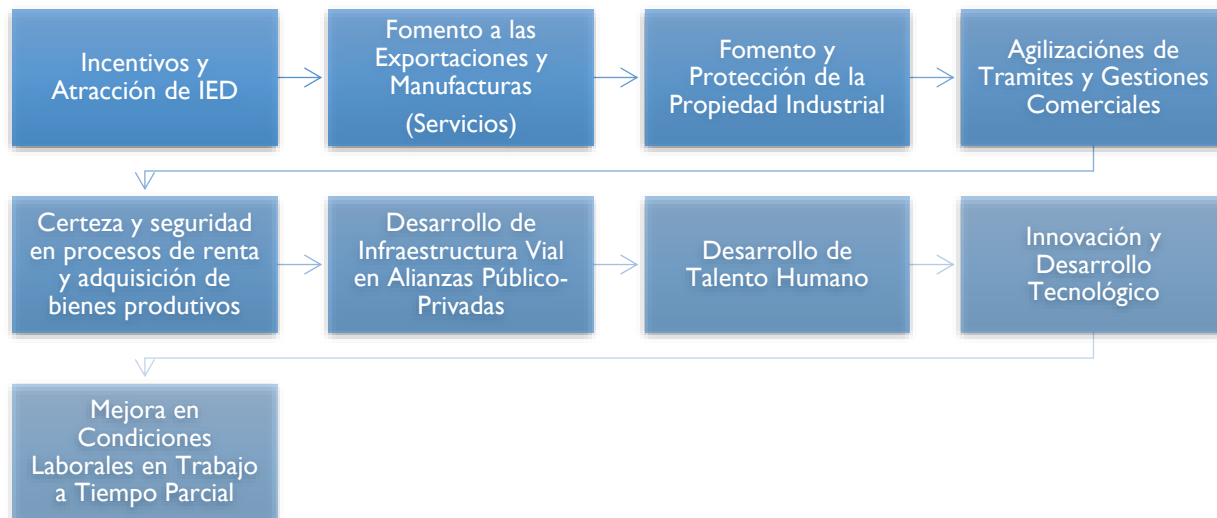 Incentivos y
Atracción de IED
Fomento a las
Exportaciones y
Manufacturas
(Servicios)
Fomento y
Protección de la
Propiedad Industrial
Agilizaciónes de
Tramites y Gestiones
Comerciales
Certeza y seguridad
en procesos de renta
y adquisición de
bienes produtivos
Desarrollo de
Infraestructura Vial
en Alianzas Público-
Privadas
Desarrollo de
Talento Humano
Innovación y
Desarrollo
Tecnológico
Mejora en
Condiciones
Laborales en Trabajo
a Tiempo Parcial